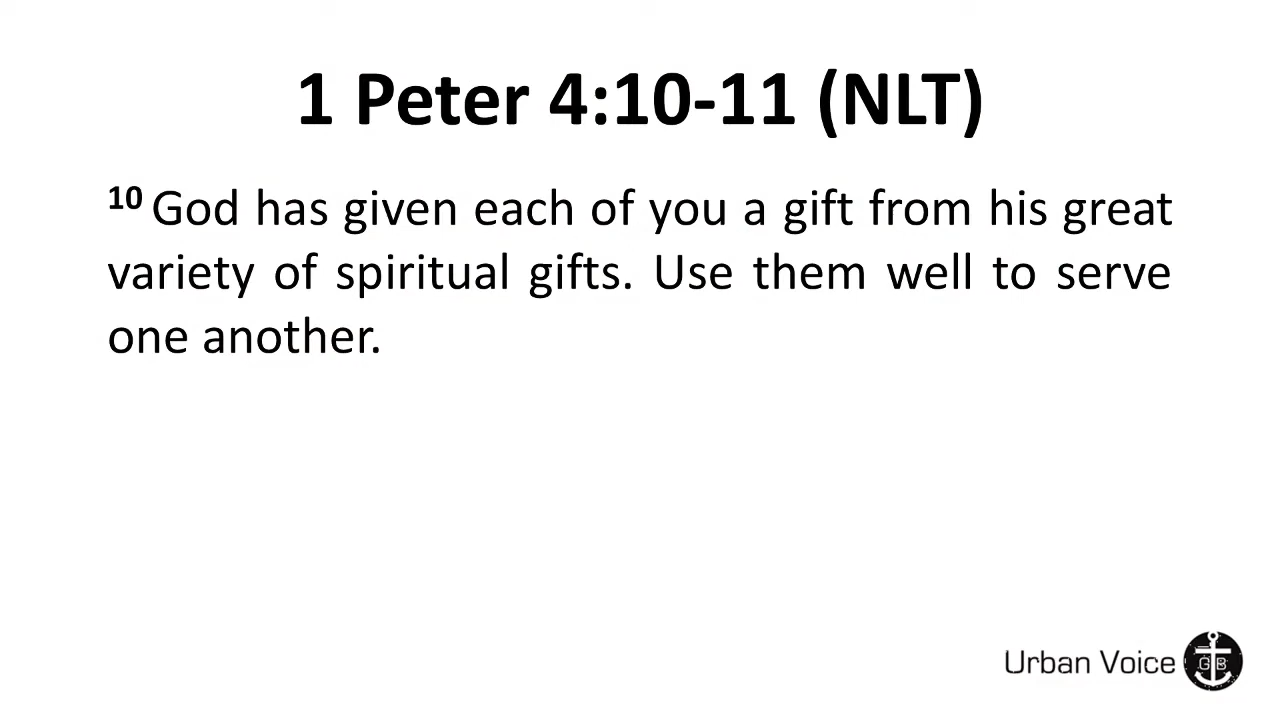 1 Peter 4:10-11 (NLT)
10 God has given each of you a gift from his great
variety of spiritual gifts. Use them well to serve
one another.
Urban Voice
G B